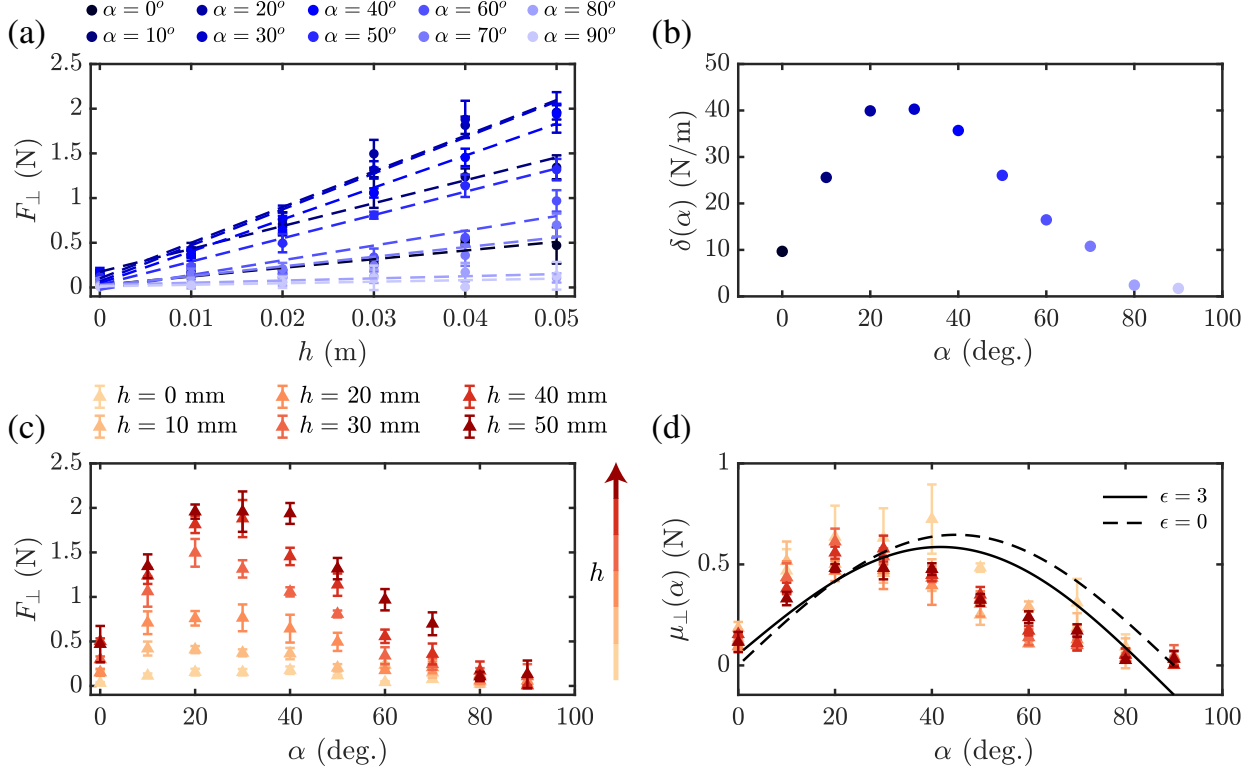 (a)
α = 0° α = 20° α = 40° α = 60° α = 80°
α = 10° α = 30° α = 50° α = 70° α = 90°
2.5
2
1.5
1
0.5
0
F⊥ (N)
0 0.01 0.02 0.03 0.04 0.05
h (m)
(b)
50
40
30
20
10
0
δ(α) (N/m)
0 20 40 60 80 100
α (deg.)
h = 0 mm h = 20 mm h = 40 mm
h = 10 mm h = 30 mm h = 50 mm
(c)
2.5
2
1.5
1
0.5
0
F⊥ (N)
0 20 40 60 80 100
α (deg.)
h
(d)
1
0.5
0
μ⊥(α) (N)
ϵ = 3
ϵ = 0
0 20 40 60 80 100
α (deg.)